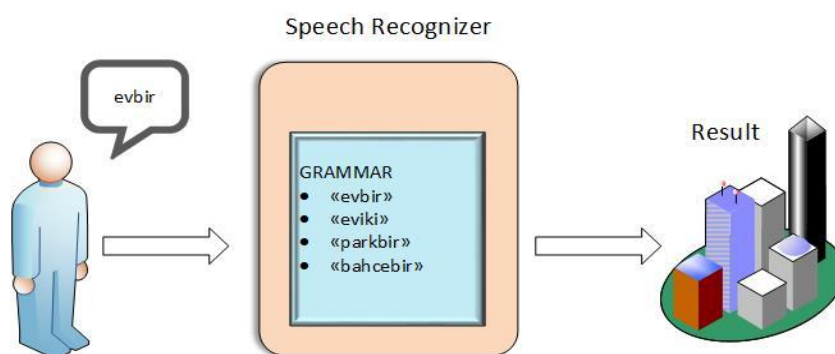 Speech Recognizer
evbir
GRAMMAR
• «evbir»
• «eviki»
• «parkbir»
• «bahcebir»
Result